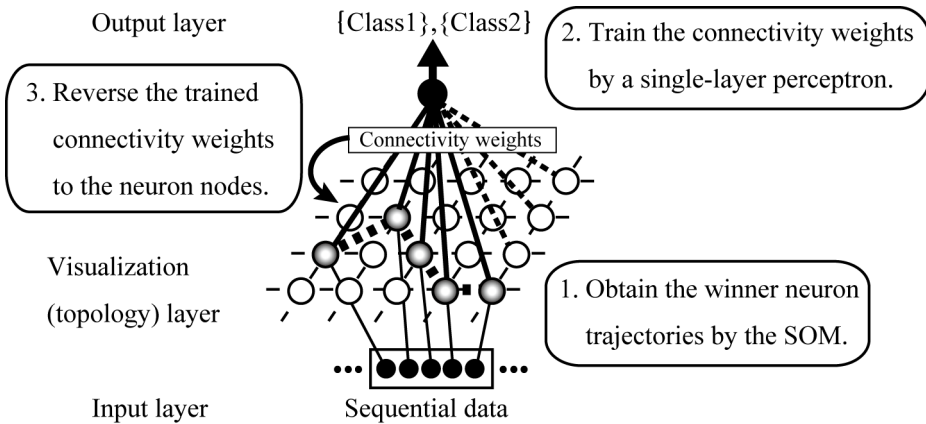 Output layer
{Class1},{Class2}
2. Train the connectivity weights
by a single-layer perceptron.
3. Reverse the trained
connectivity weights
to the neuron nodes.
Connectivity weights
Visualization
(topology) layer
1. Obtain the winner neuron
trajectories by the SOM.
Input layer
Sequential data